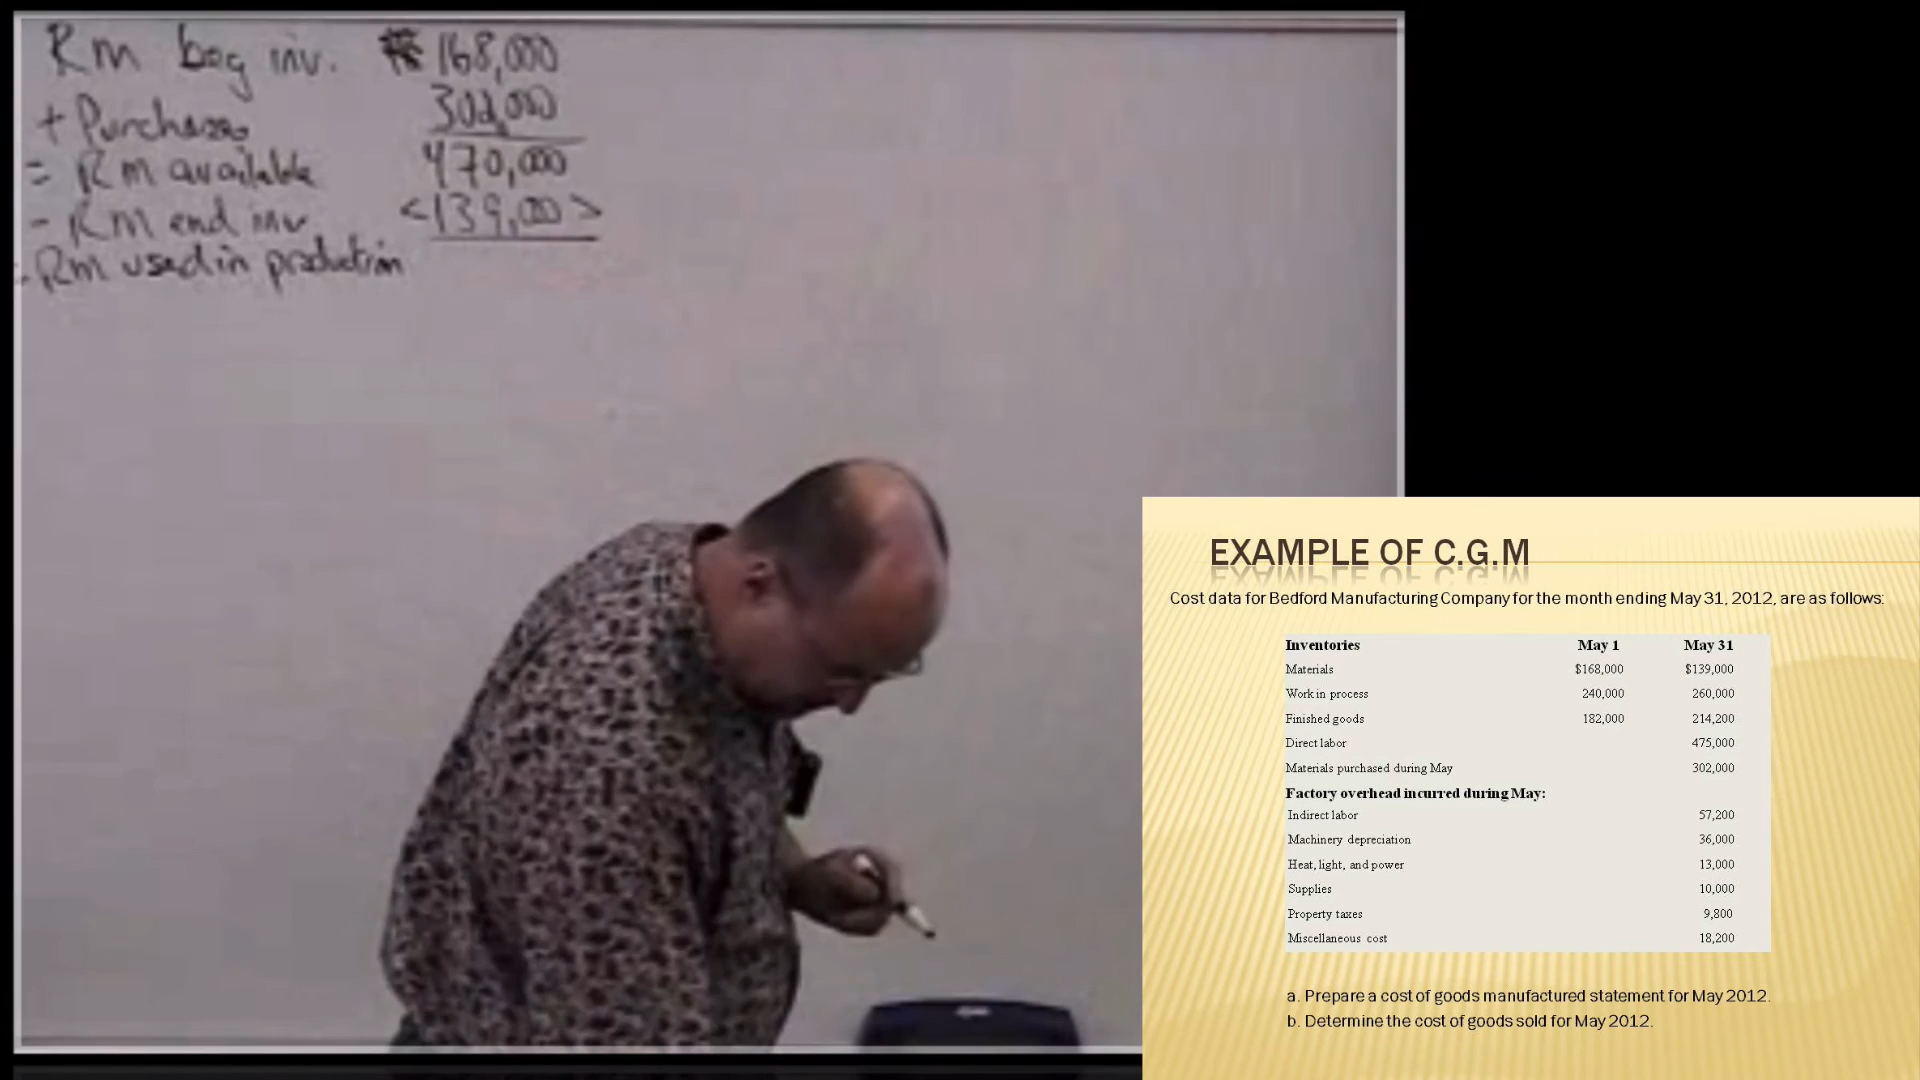 Rm beg inv. 168,000
+ Purchases 302,000
= Rm available 470,000
- Rm end inv <139,000>
= Rm used in production
EXAMPLE OF C.G.M
Cost data for Bedford Manufacturing Company for the month ending May 31, 2012, are as follows:
Inventories May 1 May 31
Materials $168,000 $139,000
Work in process 240,000 260,000
Finished goods 182,000 214,200
Direct labor 475,000
Materials purchased during May 302,000
Factory overhead incurred during May:
Indirect labor 57,200
Machinery depreciation 36,000
Heat, light, and power 13,000
Supplies 10,000
Property taxes 9,800
Miscellaneous cost 18,200
a. Prepare a cost of goods manufactured statement for May 2012.
b. Determine the cost of goods sold for May 2012.